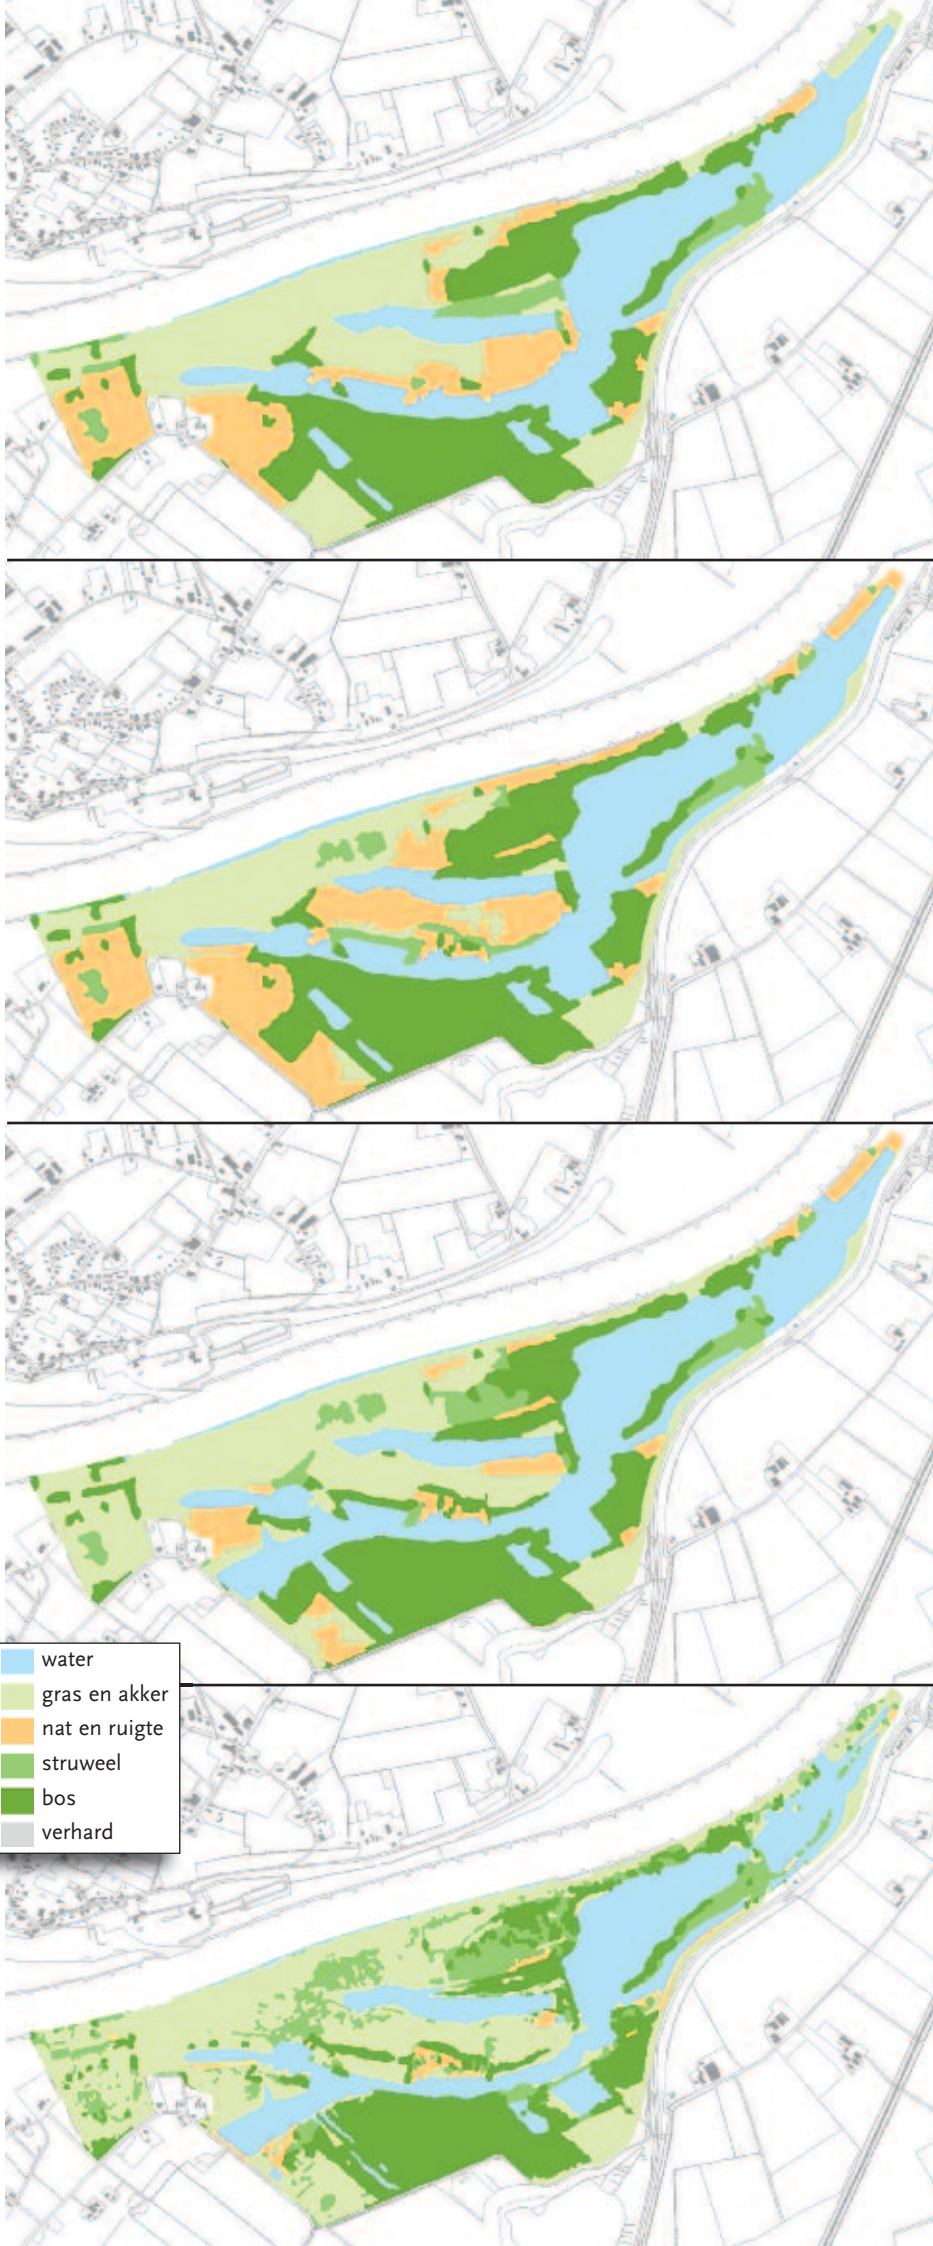 water
gras en akker
nat en ruigte
struweel
bos
verhard